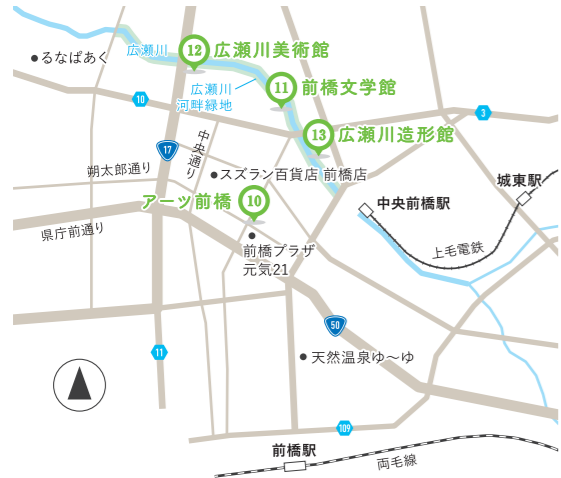 広瀬川
12 広瀬川美術館
●るなぱあく
11 前橋文学館
広瀬川
河畔緑地
10
3
13 広瀬川造形館
中央通り
17
朔太郎通り
●スズラン百貨店 前橋店
城東駅
アーツ前橋 10
中央前橋駅
県庁前通り
上毛電鉄
●
前橋プラザ
元気21
50
11
●天然温泉ゆ〜ゆ
109
前橋駅
両毛線